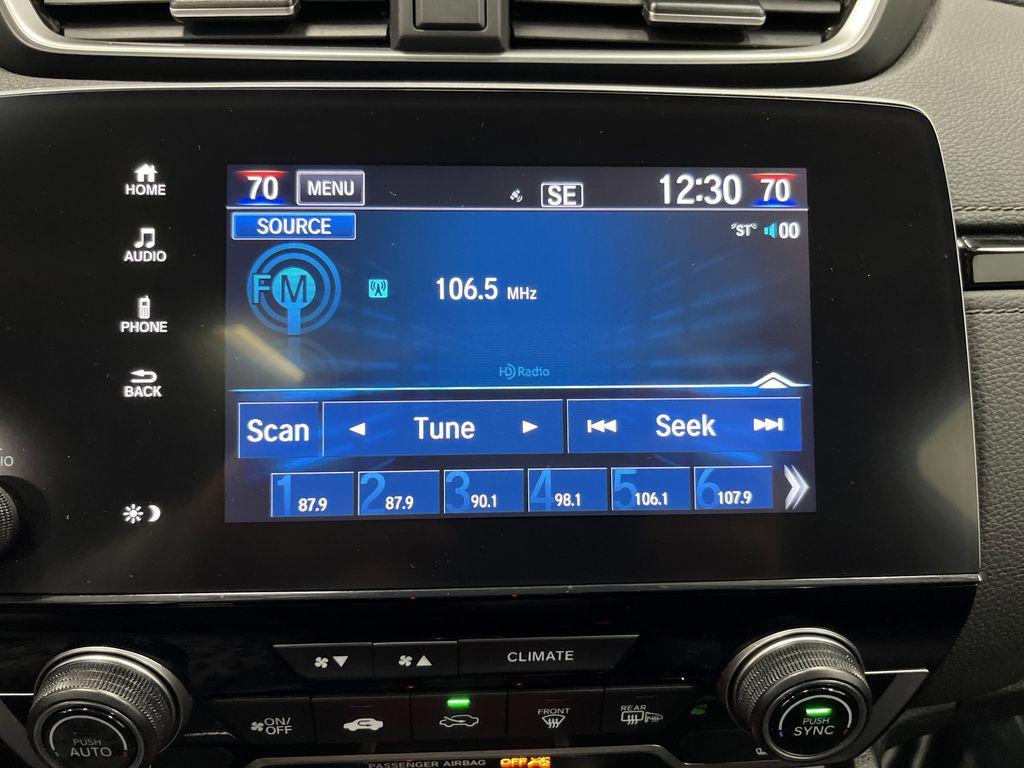 HOME
AUDIO
PHONE
BACK
IO
70 MENU SE 12:30 70
SOURCE
"ST" 00
FM
106.5 MHz
HD Radio
Scan Tune Seek
1 87.9 2 87.9 3 90.1 4 98.1 5 106.1 6 107.9
CLIMATE
ON/
OFF
FRONT
REAR
PUSH
AUTO
PUSH
SYNC
PASSENGER AIRBAG OFF